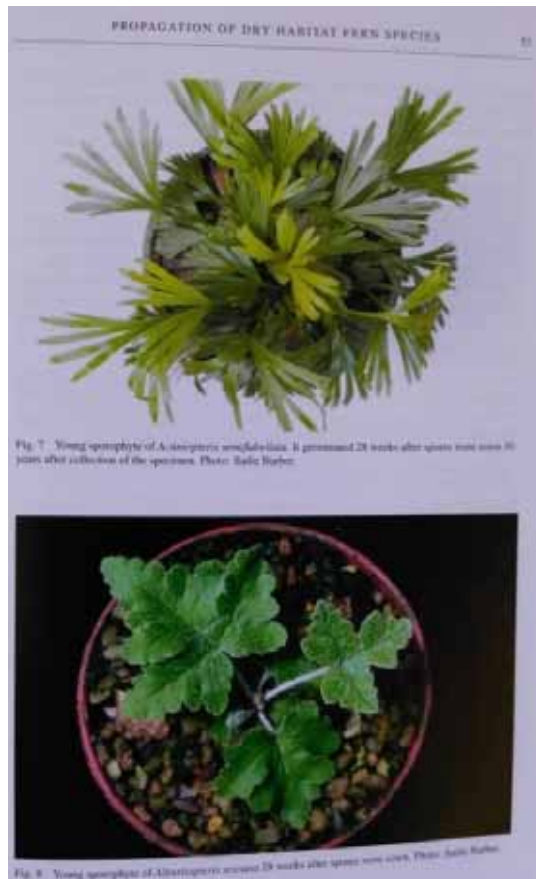 PROPAGATION OF DRY HABITAT FERN SPECIES
Fig. 7 Young sporophyte of Actiniopteris semiflabellata. It germinated 28 weeks after spores were sown
years after collection of the specimen. Photo: Sadie Barber.
Fig. 8 Young sporophyte of 28 weeks after spores were sown. Photo: Sadie Barber.